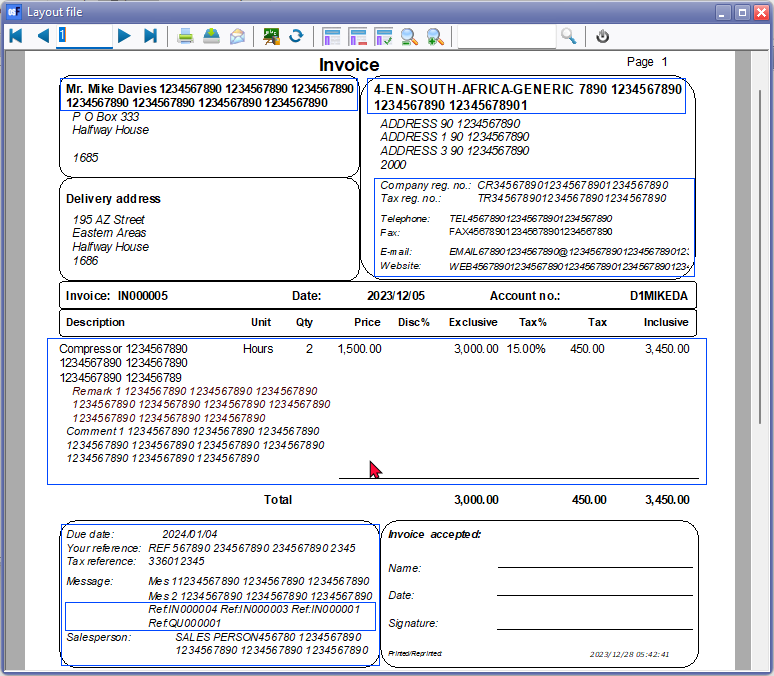 Layout file
1
Invoice
Page 1
Mr. Mike Davies 1234567890 1234567890 1234567890
1234567890 1234567890 1234567890 1234567890
P O Box 333
Halfway House
1685
4-EN-SOUTH-AFRICA-GENERIC 7890 1234567890
1234567890 12345678901
ADDRESS 90 1234567890
ADDRESS 1 90 1234567890
ADDRESS 3 90 1234567890
2000
Delivery address
195 AZ Street
Eastern Areas
Halfway House
1686
Company reg. no.: CR3456789012345678901234567890
Tax reg. no.: TR3456789012345678901234567890
Telephone: TEL456789012345678901234567890
Fax: FAX456789012345678901234567890
E-mail: EMAIL67890123456789@12345678901234567890123
Website: WEB4567890123456789012345678901234567890123
Invoice: IN000005 Date: 2023/12/05 Account no.: D1MIKEDA
Description Unit Qty Price Disc% Exclusive Tax% Tax Inclusive
Compressor 1234567890 Hours 2 1,500.00 3,000.00 15.00% 450.00 3,450.00
1234567890 1234567890
1234567890 123456789
Remark 1 1234567890 1234567890 1234567890
1234567890 1234567890 1234567890 1234567890
1234567890 1234567890 1234567890
Comment 1 1234567890 1234567890 1234567890
1234567890 1234567890 1234567890 1234567890
1234567890 1234567890 1234567890
Total 3,000.00 450.00 3,450.00
Due date: 2024/01/04
Your reference: REF 567890 234567890 234567890 2345
Tax reference: 336012345
Message: Mes 11234567890 1234567890 1234567890
Mes 2 1234567890 1234567890 1234567890
Ref:IN000004 Ref:IN000003 Ref:IN000001
Ref:QU000001
Salesperson: SALES PERSON456780 1234567890
1234567890 1234567890 1234567890
Invoice accepted:
Name:
Date:
Signature:
Printed/Reprinted: 2023/12/28 05:42:41